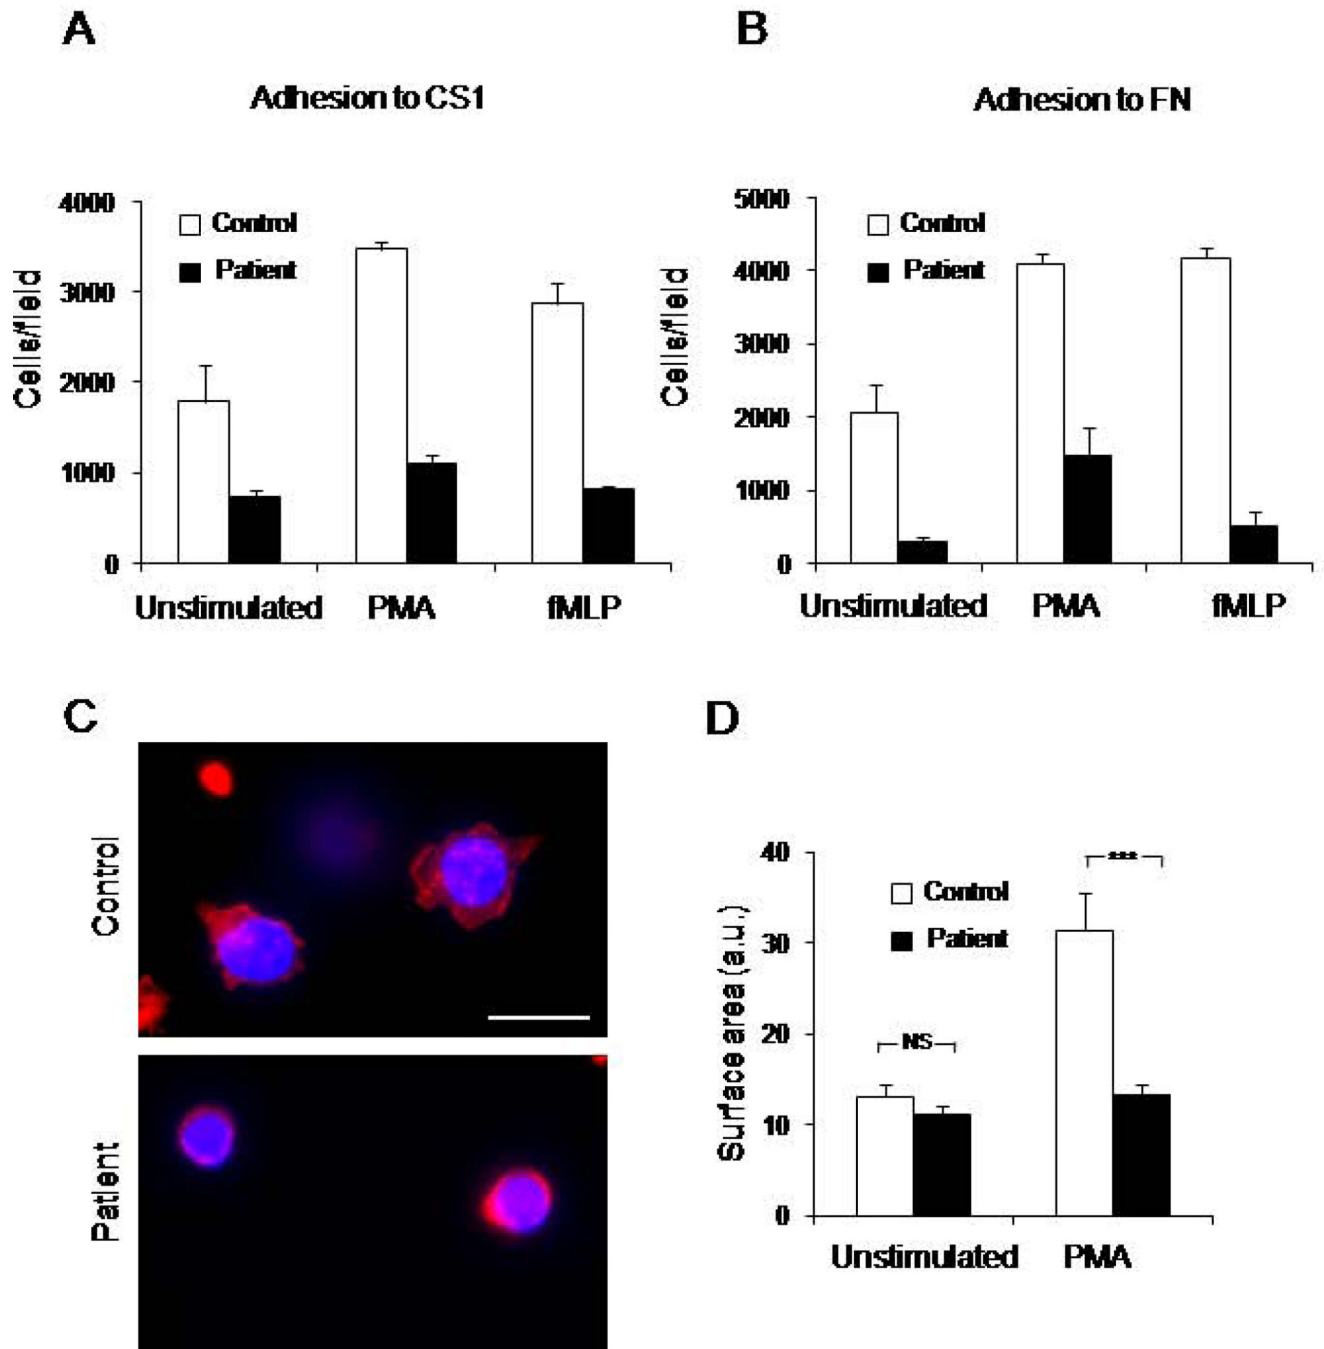 A
Adhesion to CS1
4000
3000
2000
1000
0
Cells/field
Control
Patient
Unstimulated PMA fMLP
B
Adhesion to FN
5000
4000
3000
2000
1000
0
Cells/field
Control
Patient
Unstimulated PMA fMLP
C
Control
Patient
D
40
30
20
10
0
Surface area (a.u.)
Control
Patient
NS
***
Unstimulated PMA